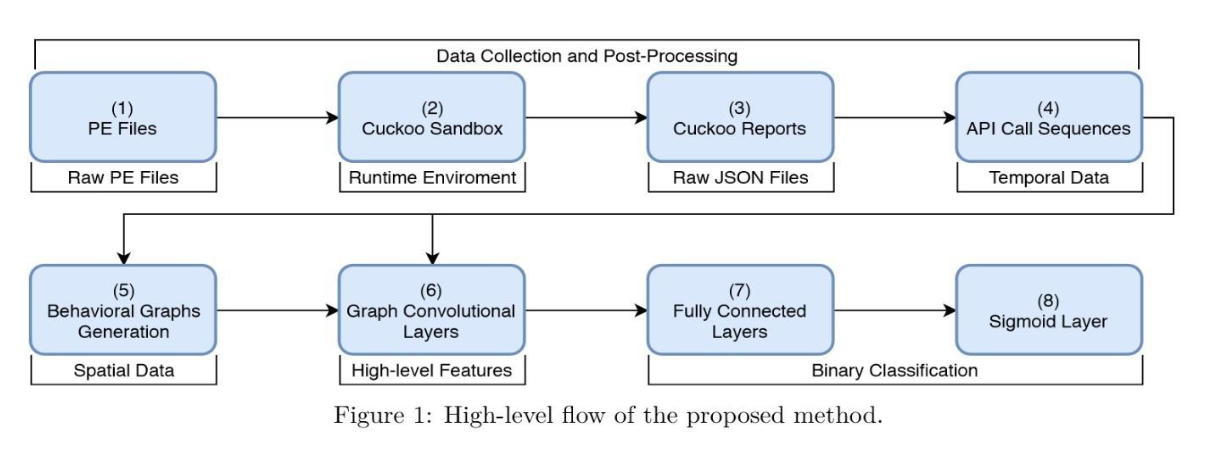 Data Collection and Post-Processing
(1)
PE Files
(2)
Cuckoo Sandbox
(3)
Cuckoo Reports
(4)
API Call Sequences
Raw PE Files
Runtime Enviroment
Raw JSON Files
Temporal Data
(5)
Behavioral Graphs
Generation
(6)
Graph Convolutional
Layers
(7)
Fully Connected
Layers
(8)
Sigmoid Layer
Spatial Data
High-level Features
Binary Classification
Figure 1: High-level flow of the proposed method.